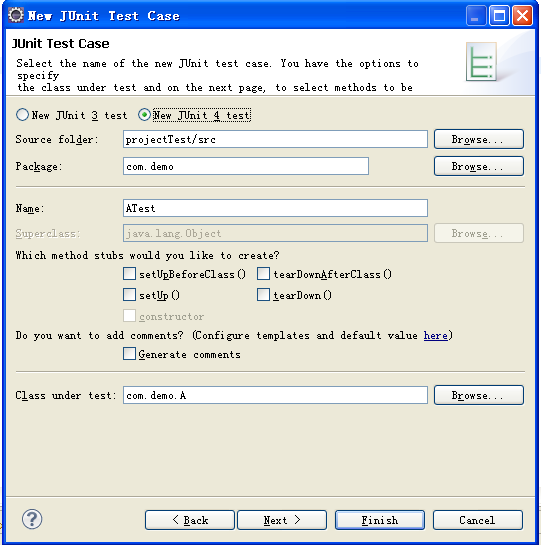 New JUnit Test Case
JUnit Test Case
Select the name of the new JUnit test case. You have the options to
specify
the class under test and on the next page, to select methods to be
New JUnit 3 test New JUnit 4 test
Source folder: projectTest/src Browse...
Package: com.demo Browse...
Name: ATest
Superclass: java.lang.Object Browse...
Which method stubs would you like to create?
setUpBeforeClass() tearDownAfterClass()
setUp() tearDown()
constructor
Do you want to add comments? (Configure templates and default value here)
Generate comments
Class under test: com.demo.A Browse...
? < Back Next > Finish Cancel